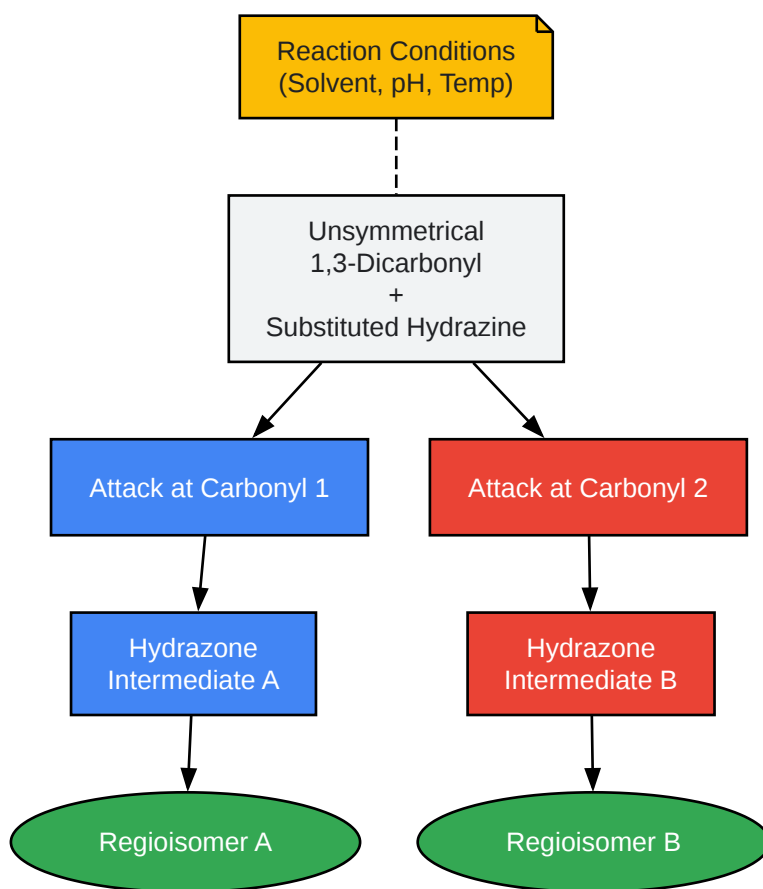 Reaction Conditions
(Solvent, pH, Temp)
Unsymmetrical
1,3-Dicarbonyl
+
Substituted Hydrazine
Attack at Carbonyl 1
Attack at Carbonyl 2
Hydrazone
Intermediate A
Hydrazone
Intermediate B
Regioisomer A
Regioisomer B